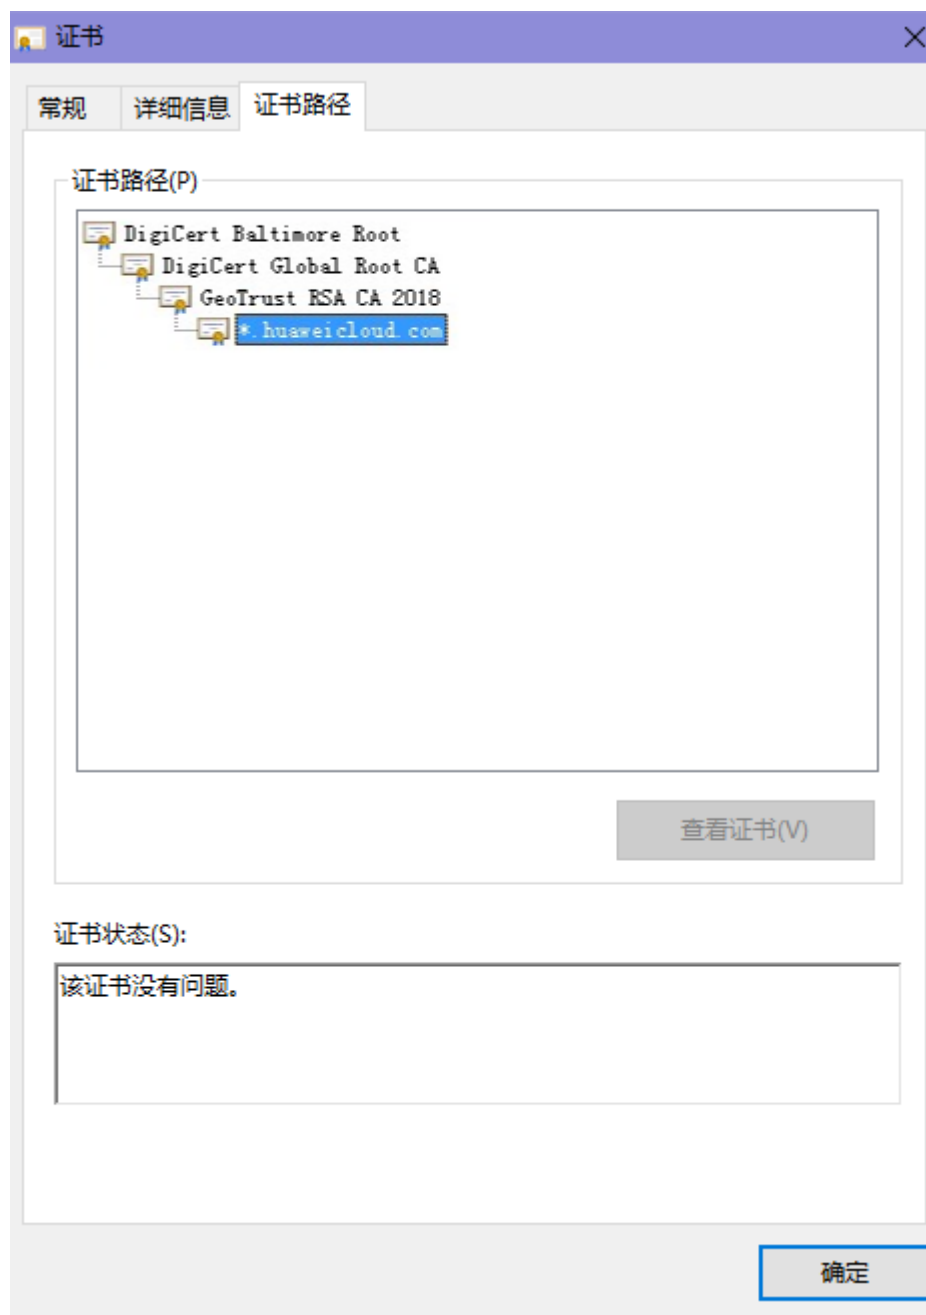 证书
常规 详细信息 证书路径
证书路径(P)
DigiCert Baltimore Root
DigiCert Global Root CA
GeoTrust RSA CA 2018
*.huaweicloud.com
查看证书(V)
证书状态(S):
该证书没有问题。
确定